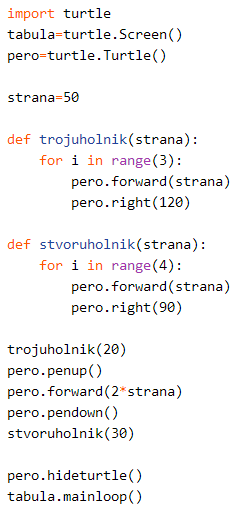 import turtle
tabula=turtle.Screen()
pero=turtle.Turtle()

strana=50

def trojuholnik(strana):
    for i in range(3):
        pero.forward(strana)
        pero.right(120)

def stvoruholnik(strana):
    for i in range(4):
        pero.forward(strana)
        pero.right(90)

trojuholnik(20)
pero.penup()
pero.forward(2*strana)
pero.pendown()
stvoruholnik(30)

pero.hideturtle()
tabula.mainloop()